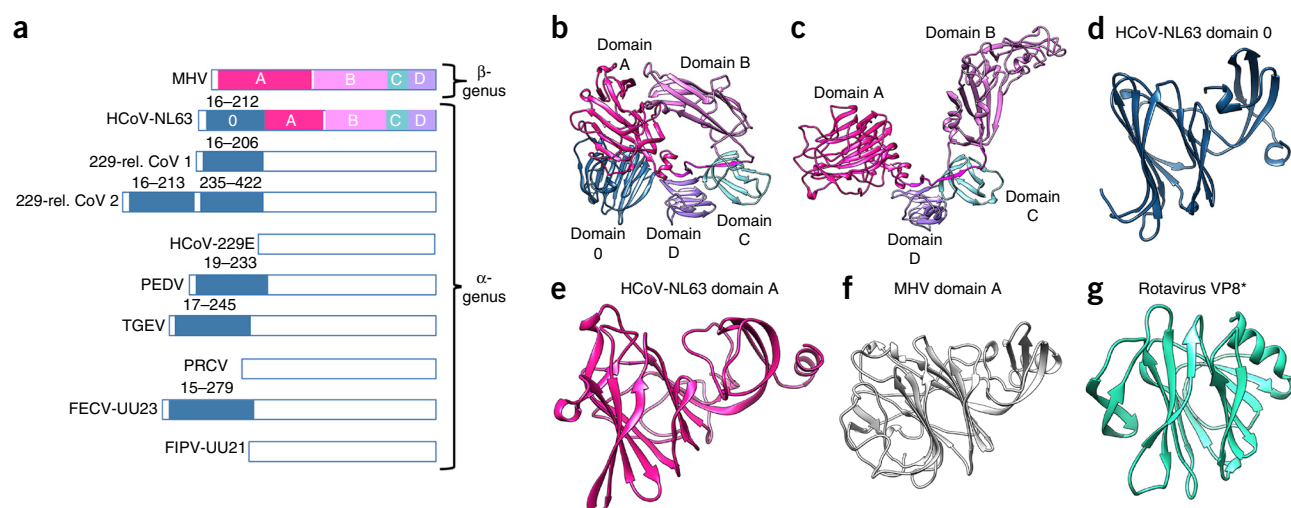 a
MHV
A
B
C
D
β-
genus
16–212
HCoV-NL63
0
A
B
C
D
16–206
229-rel. CoV 1
16–213
235–422
229-rel. CoV 2
HCoV-229E
19–233
PEDV
17–245
TGEV
PRCV
15–279
FECV-UU23
FIPV-UU21
α-
genus
b
Domain
A
Domain B
Domain
0
Domain
D
Domain
C
c
Domain A
Domain B
Domain
C
Domain
D
d
HCoV-NL63 domain 0
e
HCoV-NL63 domain A
f
MHV domain A
g
Rotavirus VP8*